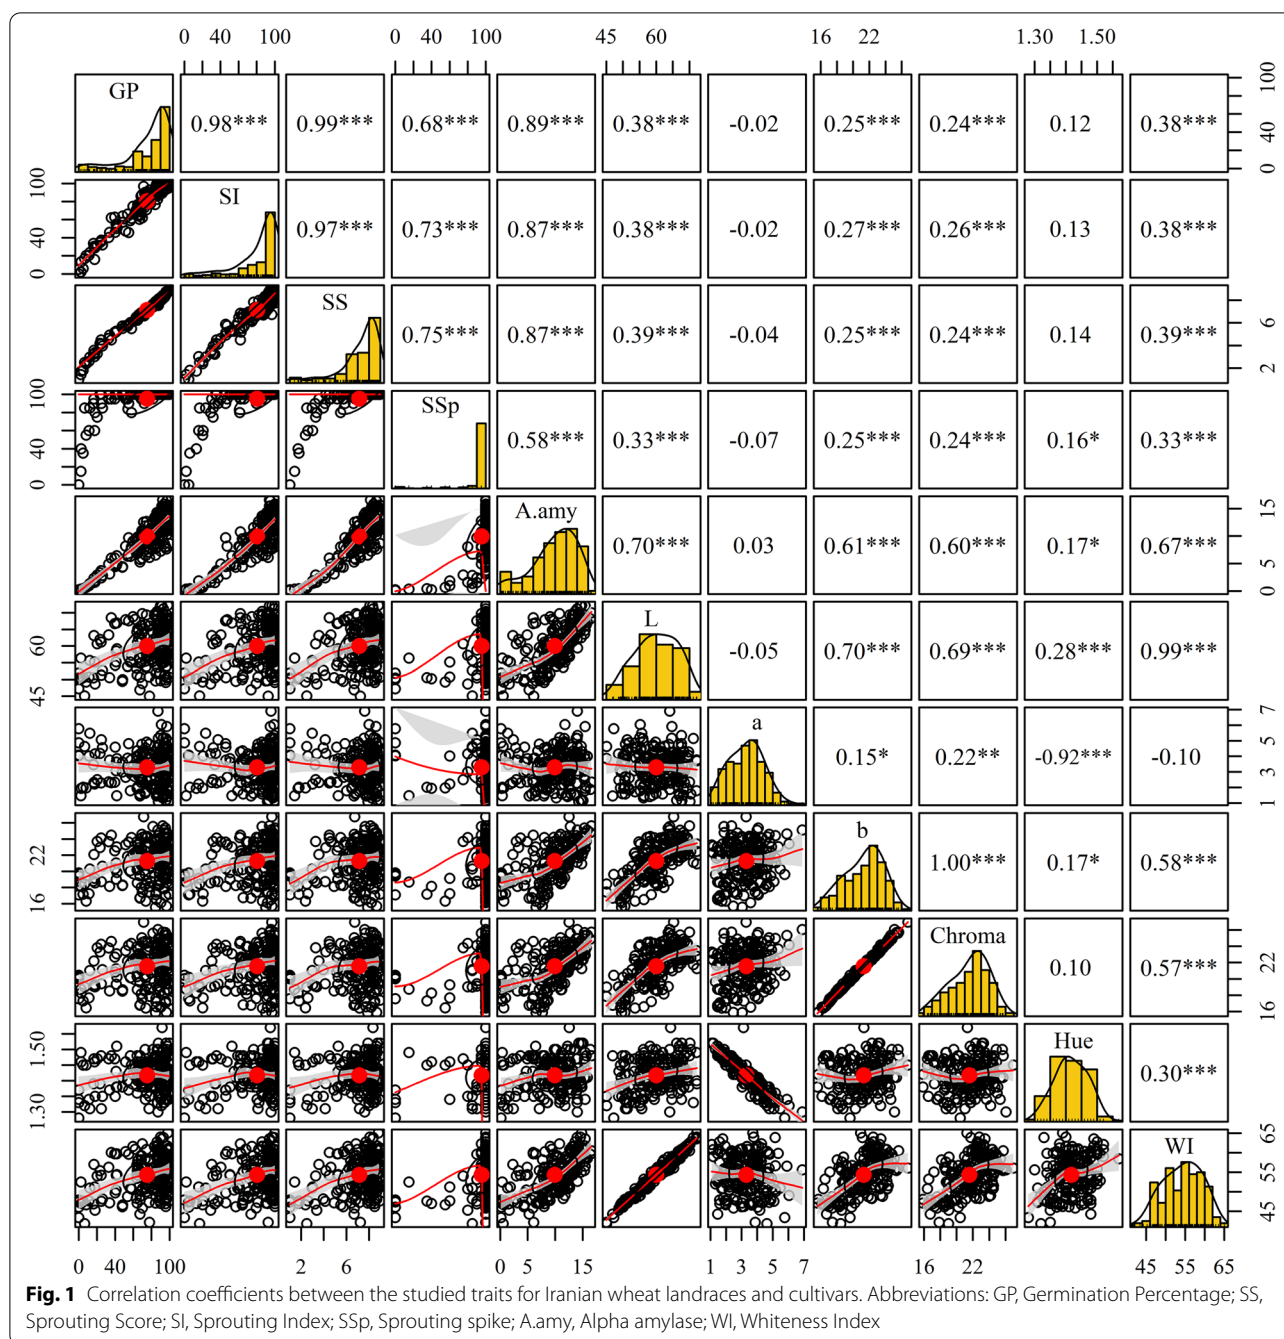 0 40 100 0 40 100 45 60 16 22 1.30 1.50
GP 0.98*** 0.99*** 0.68*** 0.89*** 0.38*** -0.02 0.25*** 0.24*** 0.12 0.38*** 0 40 100
0 40 100 SI 0.97*** 0.73*** 0.87*** 0.38*** -0.02 0.27*** 0.26*** 0.13 0.38***
SS 0.75*** 0.87*** 0.39*** -0.04 0.25*** 0.24*** 0.14 0.39*** 2 6
0 40 100 SSp 0.58*** 0.33*** -0.07 0.25*** 0.24*** 0.16* 0.33***
A.amy 0.70*** 0.03 0.61*** 0.60*** 0.17* 0.67*** 0 5 15
45 60 L -0.05 0.70*** 0.69*** 0.28*** 0.99***
a 0.15* 0.22** -0.92*** -0.10 1 3 5 7
16 22 b 1.00*** 0.17* 0.58***
Chroma 0.10 0.57*** 16 22
1.30 1.50 Hue 0.30***
WI 45 55 65
0 40 100 2 6 0 5 15 1 3 5 7 16 22 45 55 65
Fig. 1 Correlation coefficients between the studied traits for Iranian wheat landraces and cultivars. Abbreviations: GP, Germination Percentage; SS,
Sprouting Score; SI, Sprouting Index; SSp, Sprouting spike; A.amy, Alpha amylase; WI, Whiteness Index